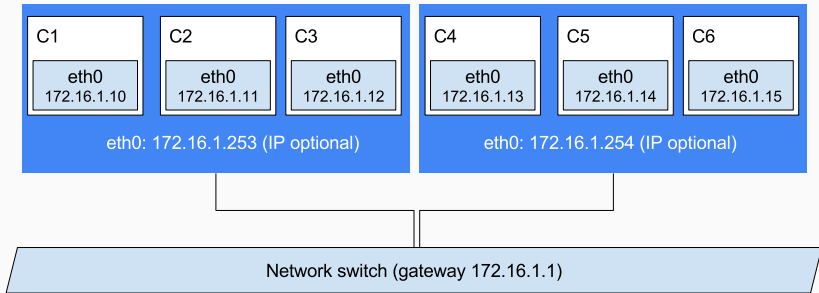 C1
eth0
172.16.1.10
C2
eth0
172.16.1.11
C3
eth0
172.16.1.12
eth0: 172.16.1.253 (IP optional)
C4
eth0
172.16.1.13
C5
eth0
172.16.1.14
C6
eth0
172.16.1.15
eth0: 172.16.1.254 (IP optional)
Network switch (gateway 172.16.1.1)